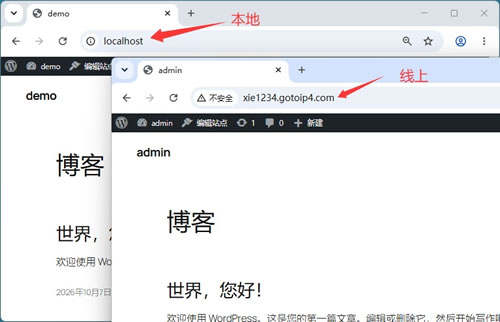 demo
本地
localhost
demo
编辑站点
demo
博客
世界，
欢迎使用 Wo
2026年10月7日
admin
线上
不安全
xie1234.gotoip4.com
admin
编辑站点
1
0
新建
admin
博客
世界，您好！
欢迎使用 WordPress。这是您的第一篇文章。编辑或删除它，然后开始写作